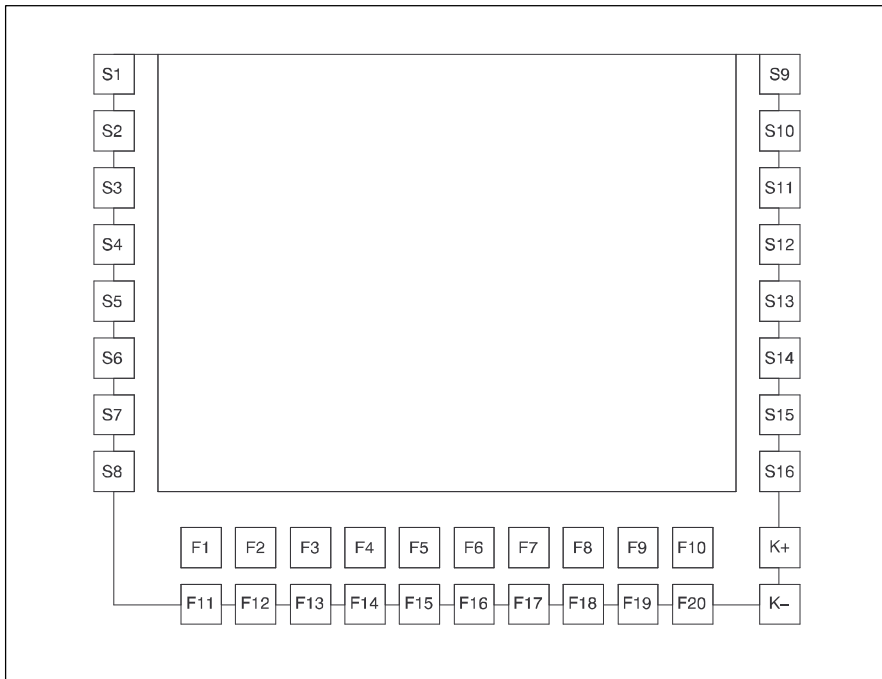 S1 S9
S2 S10
S3 S11
S4 S12
S5 S13
S6 S14
S7 S15
S8 S16
F1 F2 F3 F4 F5 F6 F7 F8 F9 F10 K+
F11 F12 F13 F14 F15 F16 F17 F18 F19 F20 K−